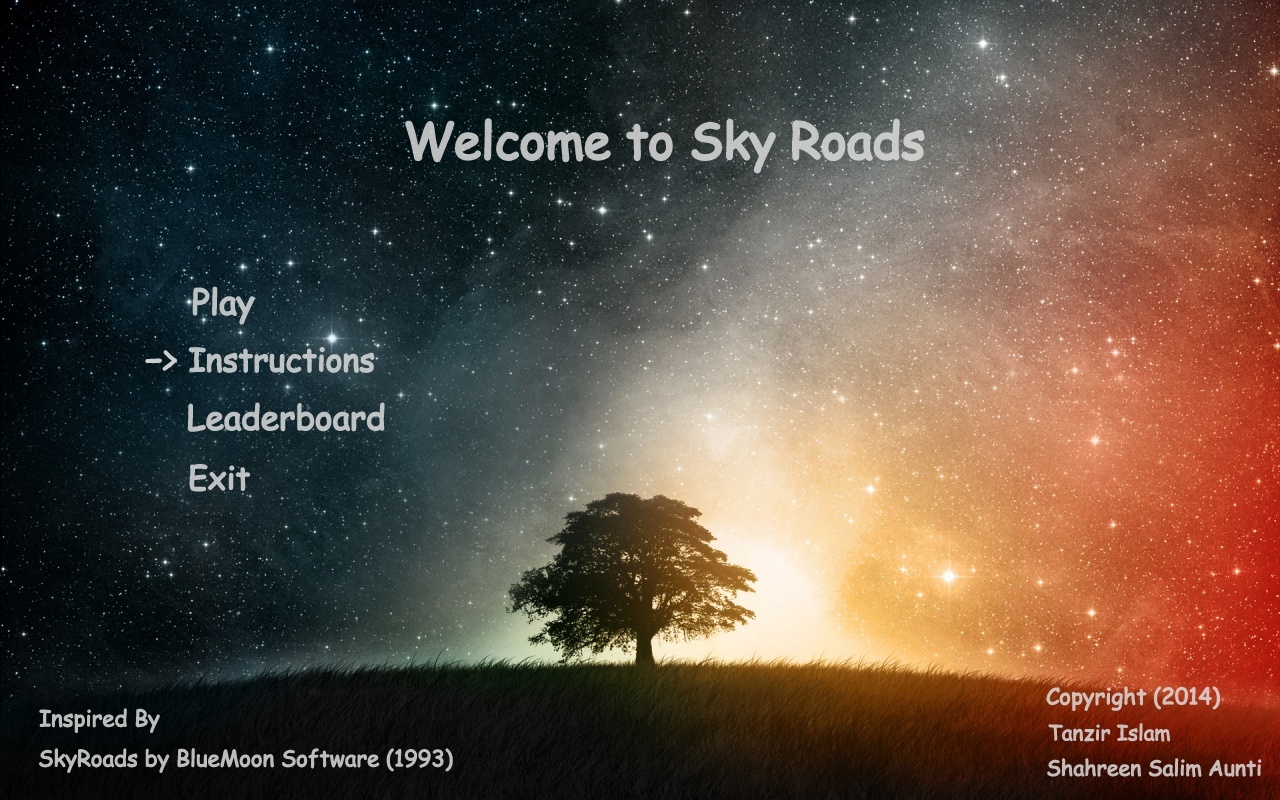 Welcome to Sky Roads
Play
-> Instructions
Leaderboard
Exit
Inspired By
SkyRoads by BlueMoon Software (1993)
Copyright (2014)
Tanzir Islam
Shahreen Salim Aunti